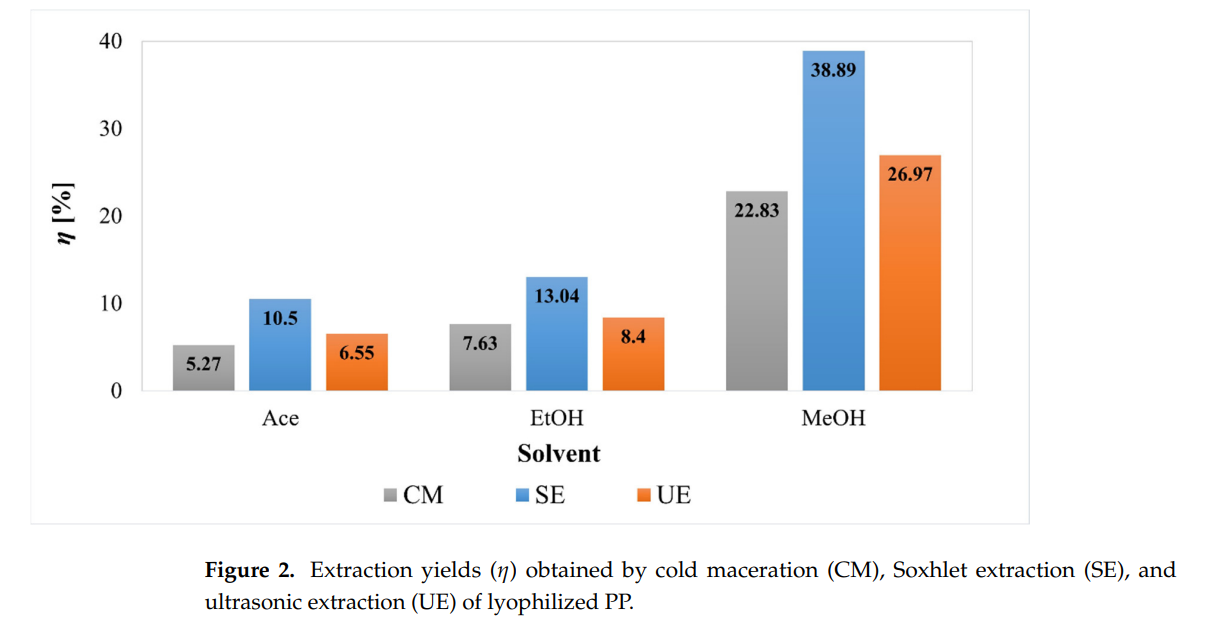 40
30
20
10
0
η [%]
5.27
10.5
6.55
7.63
13.04
8.4
22.83
38.89
26.97
Ace
EtOH
MeOH
Solvent
CM
SE
UE
Figure 2. Extraction yields (η) obtained by cold maceration (CM), Soxhlet extraction (SE), and
ultrasonic extraction (UE) of lyophilized PP.